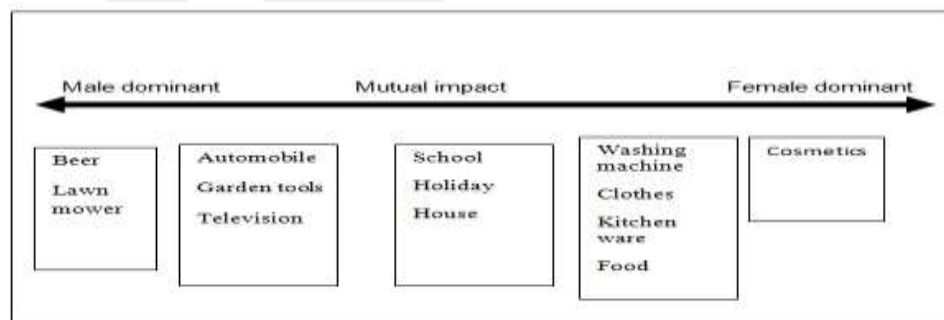 Male dominant
Mutual impact
Female dominant
Beer
Lawn
mower
Automobile
Garden tools
Television
School
Holiday
House
Washing
machine
Clothes
Kitchen
ware
Food
Cosmetics